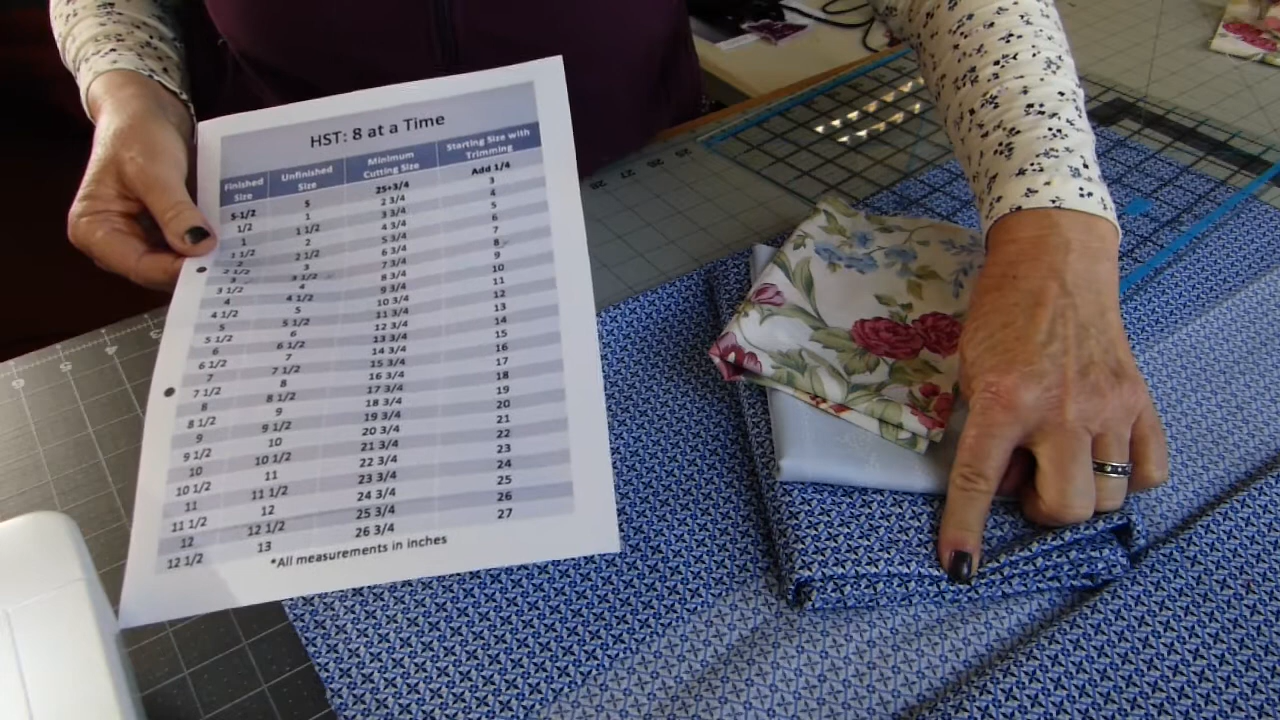 HST: 8 at a Time
Finished Size Unfinished Size Minimum Cutting Size Starting Size with Trimming
S-1/2 S 2S+3/4 Add 1/4
1/2 1 2 3/4 3
1 1 1/2 3 3/4 4
1 1/2 2 4 3/4 5
2 2 1/2 5 3/4 6
2 1/2 3 6 3/4 7
3 3 1/2 7 3/4 8
3 1/2 4 8 3/4 9
4 4 1/2 9 3/4 10
4 1/2 5 10 3/4 11
5 5 1/2 11 3/4 12
5 1/2 6 12 3/4 13
6 6 1/2 13 3/4 14
6 1/2 7 14 3/4 15
7 7 1/2 15 3/4 16
7 1/2 8 16 3/4 17
8 8 1/2 17 3/4 18
8 1/2 9 18 3/4 19
9 9 1/2 19 3/4 20
9 1/2 10 20 3/4 21
10 10 1/2 21 3/4 22
10 1/2 11 22 3/4 23
11 11 1/2 23 3/4 24
11 1/2 12 24 3/4 25
12 12 1/2 25 3/4 26
12 1/2 13 26 3/4 27
*All measurements in inches
27
28
6
5